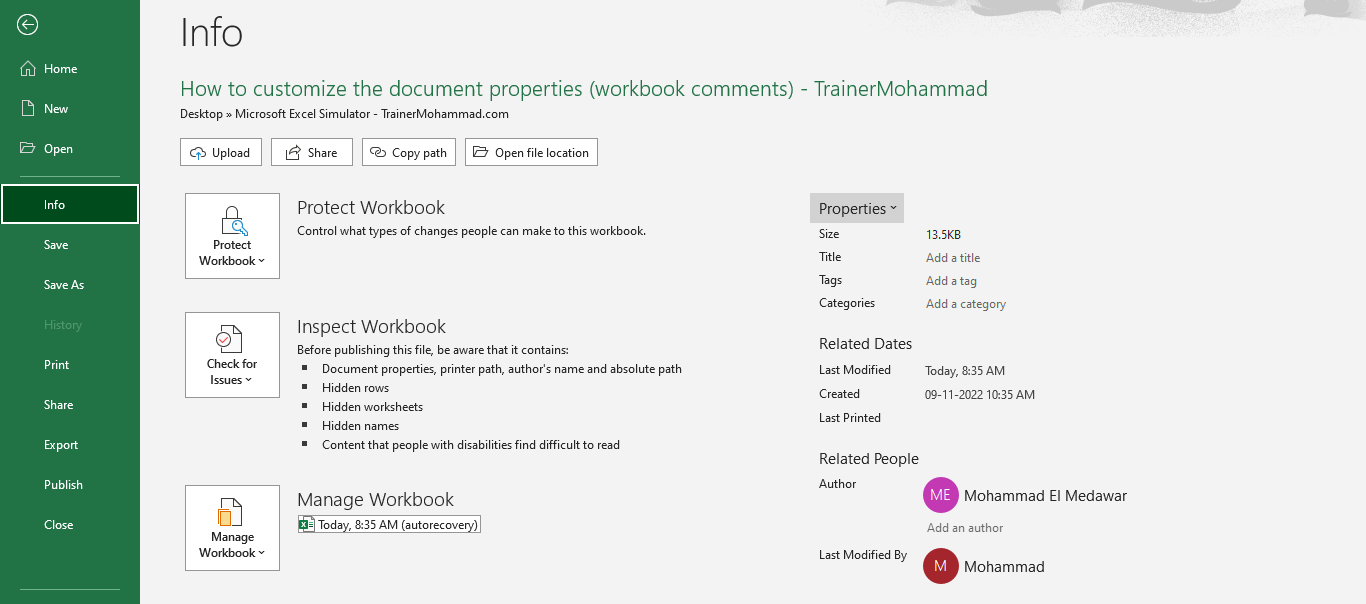 Info
Home
New
Open
Info
Save
Save As
History
Print
Share
Export
Publish
Close
How to customize the document properties (workbook comments) - TrainerMohammad
Desktop » Microsoft Excel Simulator - TrainerMohammad.com
Upload
Share
Copy path
Open file location
Protect
Workbook
Protect Workbook
Control what types of changes people can make to this workbook.
Check for
Issues
Inspect Workbook
Before publishing this file, be aware that it contains:
Document properties, printer path, author's name and absolute path
Hidden rows
Hidden worksheets
Hidden names
Content that people with disabilities find difficult to read
Manage
Workbook
Manage Workbook
Today, 8:35 AM (autorecovery)
Properties
Size 13.5KB
Title Add a title
Tags Add a tag
Categories Add a category
Related Dates
Last Modified Today, 8:35 AM
Created 09-11-2022 10:35 AM
Last Printed
Related People
Author
ME Mohammad El Medawar
Add an author
Last Modified By
M Mohammad